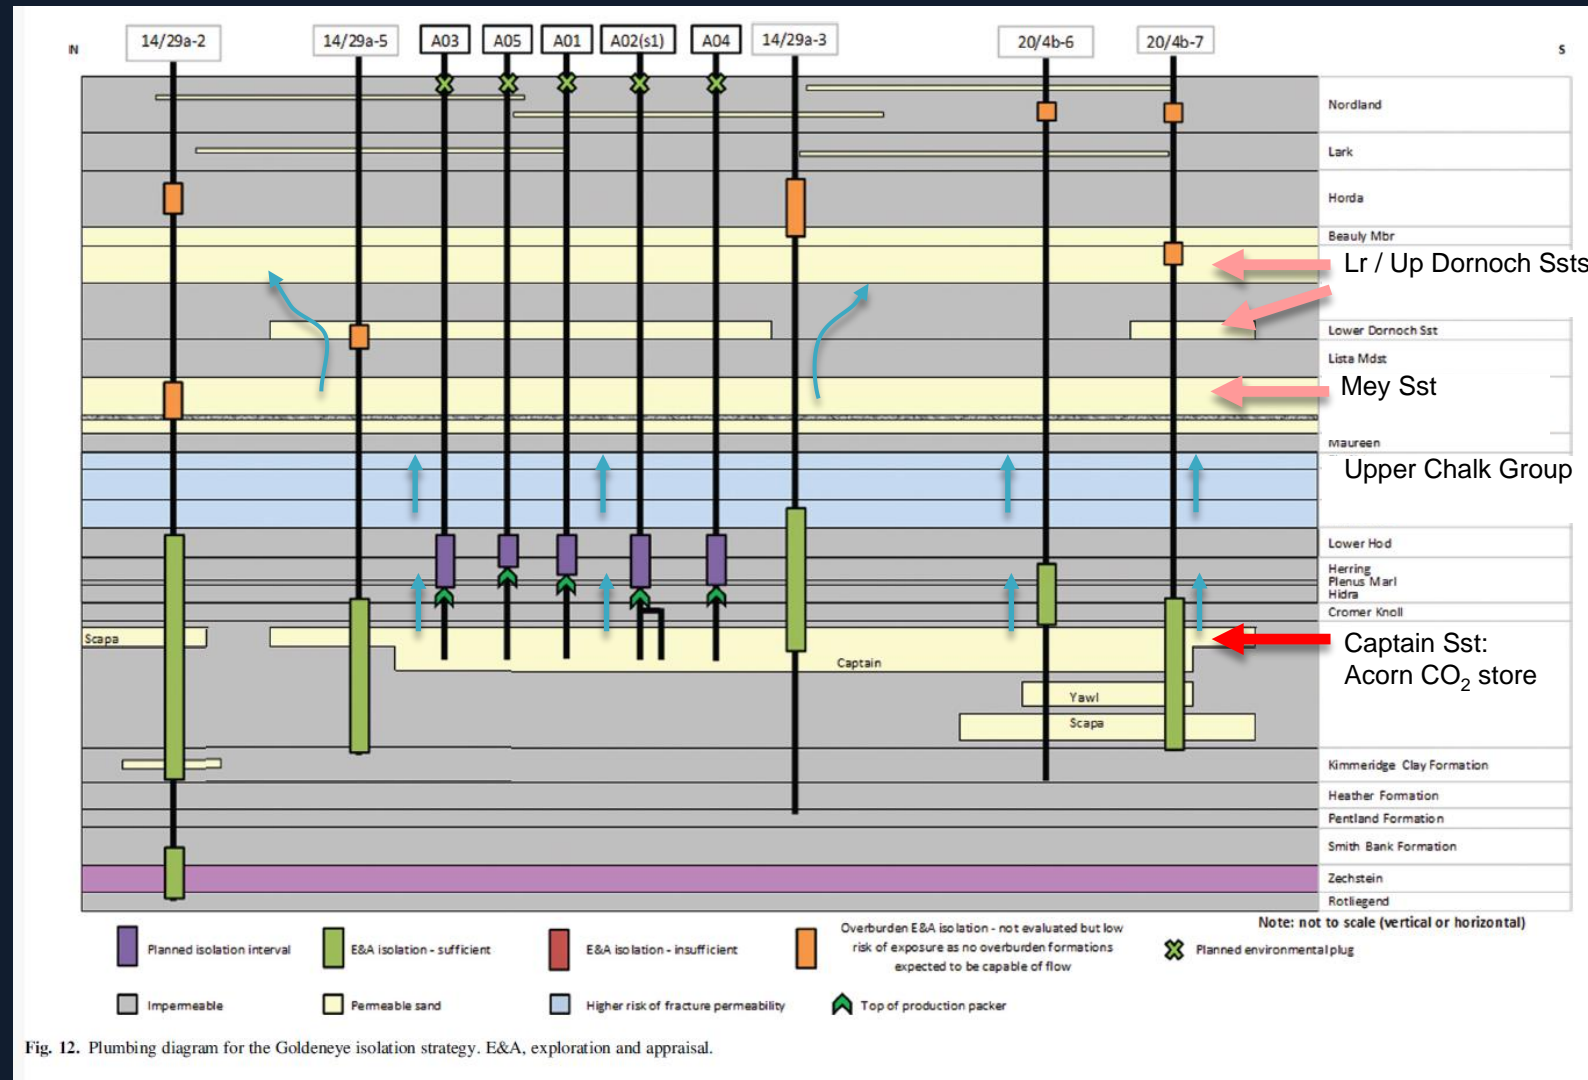 IN
14/29a-2
14/29a-5
A03
A05
A01
A02(s1)
A04
14/29a-3
20/4b-6
20/4b-7
S
Nordland
Lark
Horda
Beauly Mbr
Lr / Up Dornoch Ssts
Lower Dornoch Sst
Lista Mdst
Mey Sst
Maureen
Upper Chalk Group
Lower Hod
Herring
Plenus Marl
Hidra
Cromer Knoll
Scapa
Captain
Captain Sst:
Acorn CO2 store
Yawl
Scapa
Kimmeridge Clay Formation
Heather Formation
Pentland Formation
Smith Bank Formation
Zechstein
Rotliegend
Note: not to scale (vertical or horizontal)
Planned isolation interval
E&A isolation - sufficient
E&A isolation - insufficient
Overburden E&A isolation - not evaluated but low
risk of exposure as no overburden formations
expected to be capable of flow
Planned environmental plug
Impermeable
Permeable sand
Higher risk of fracture permeability
Top of production packer
Fig. 12. Plumbing diagram for the Goldeneye isolation strategy. E&A, exploration and appraisal.